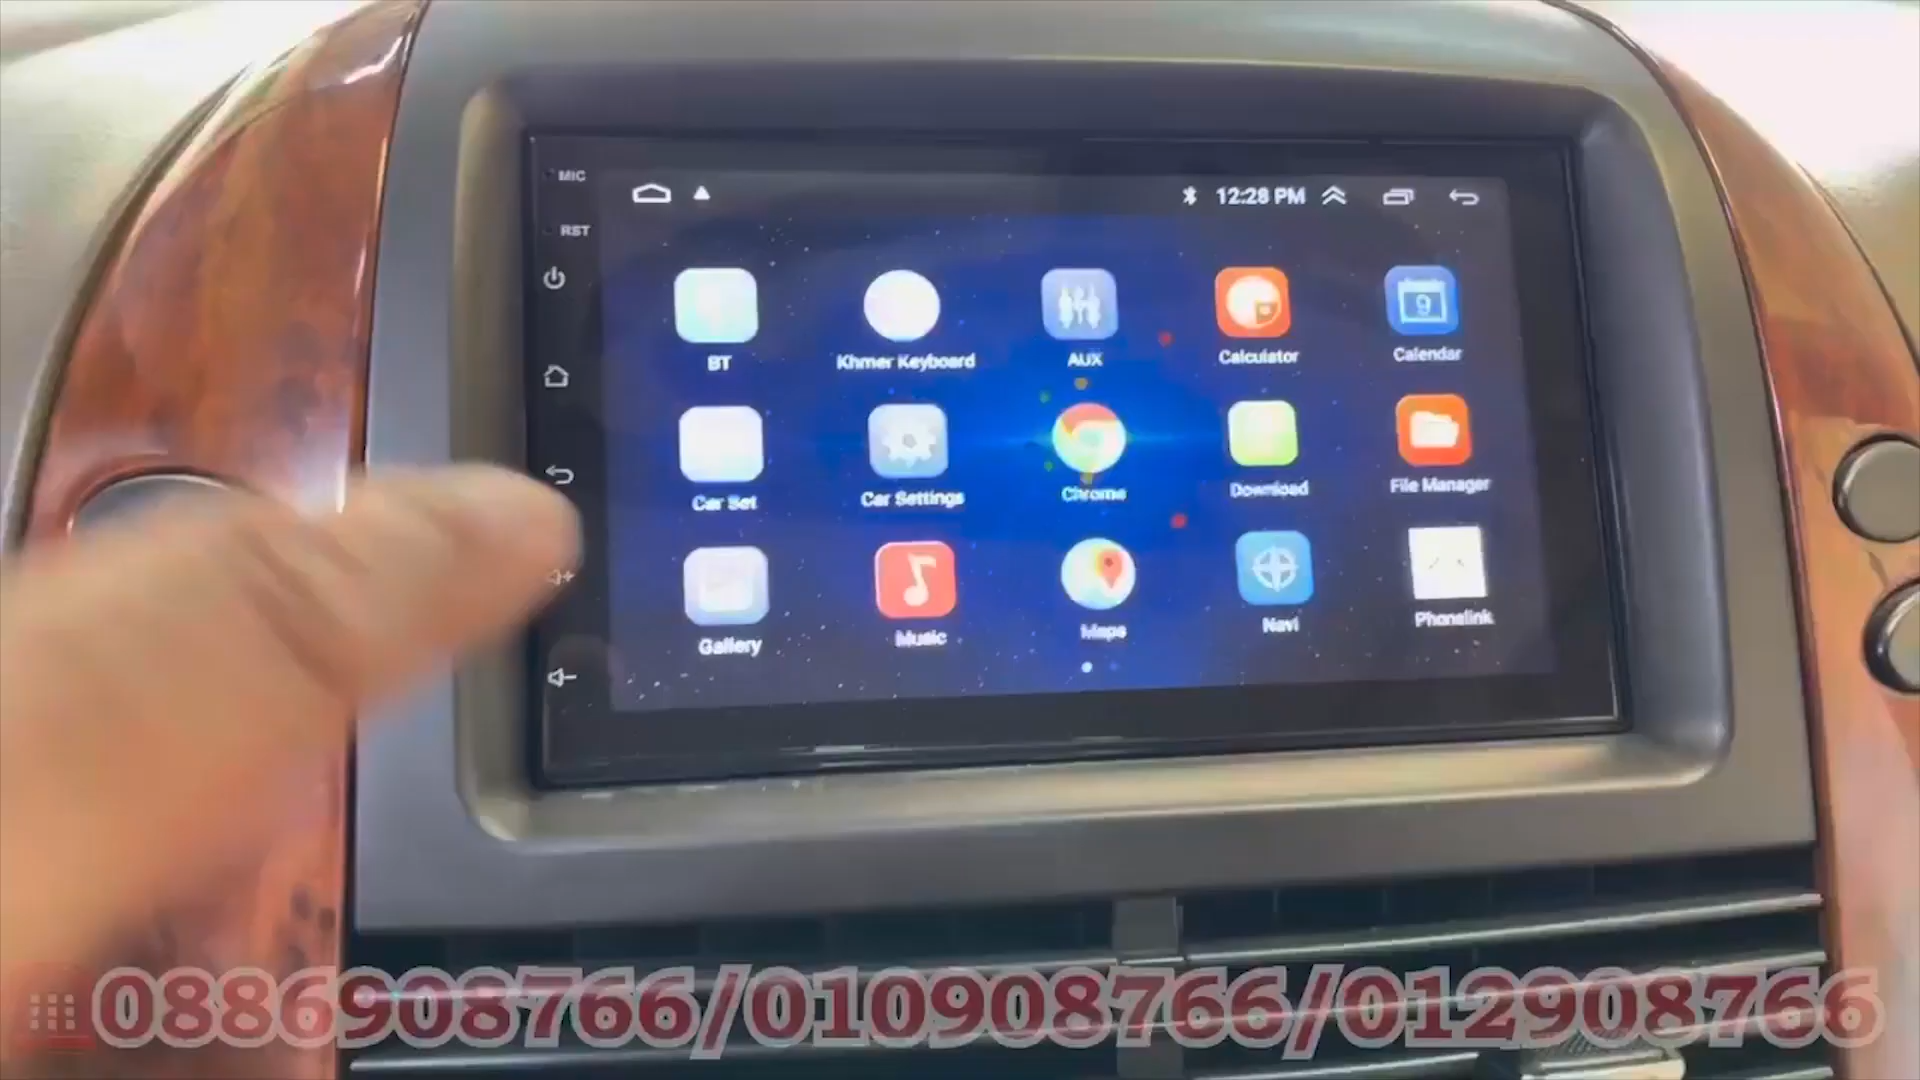 MIC
12:28 PM
RST
BT
Khmer Keyboard
AUX
Calculator
Calendar
9
Car Set
Car Settings
Chrome
Download
File Manager
Gallery
Music
Maps
Navi
Phonelink
0886908766/010908766/012908766